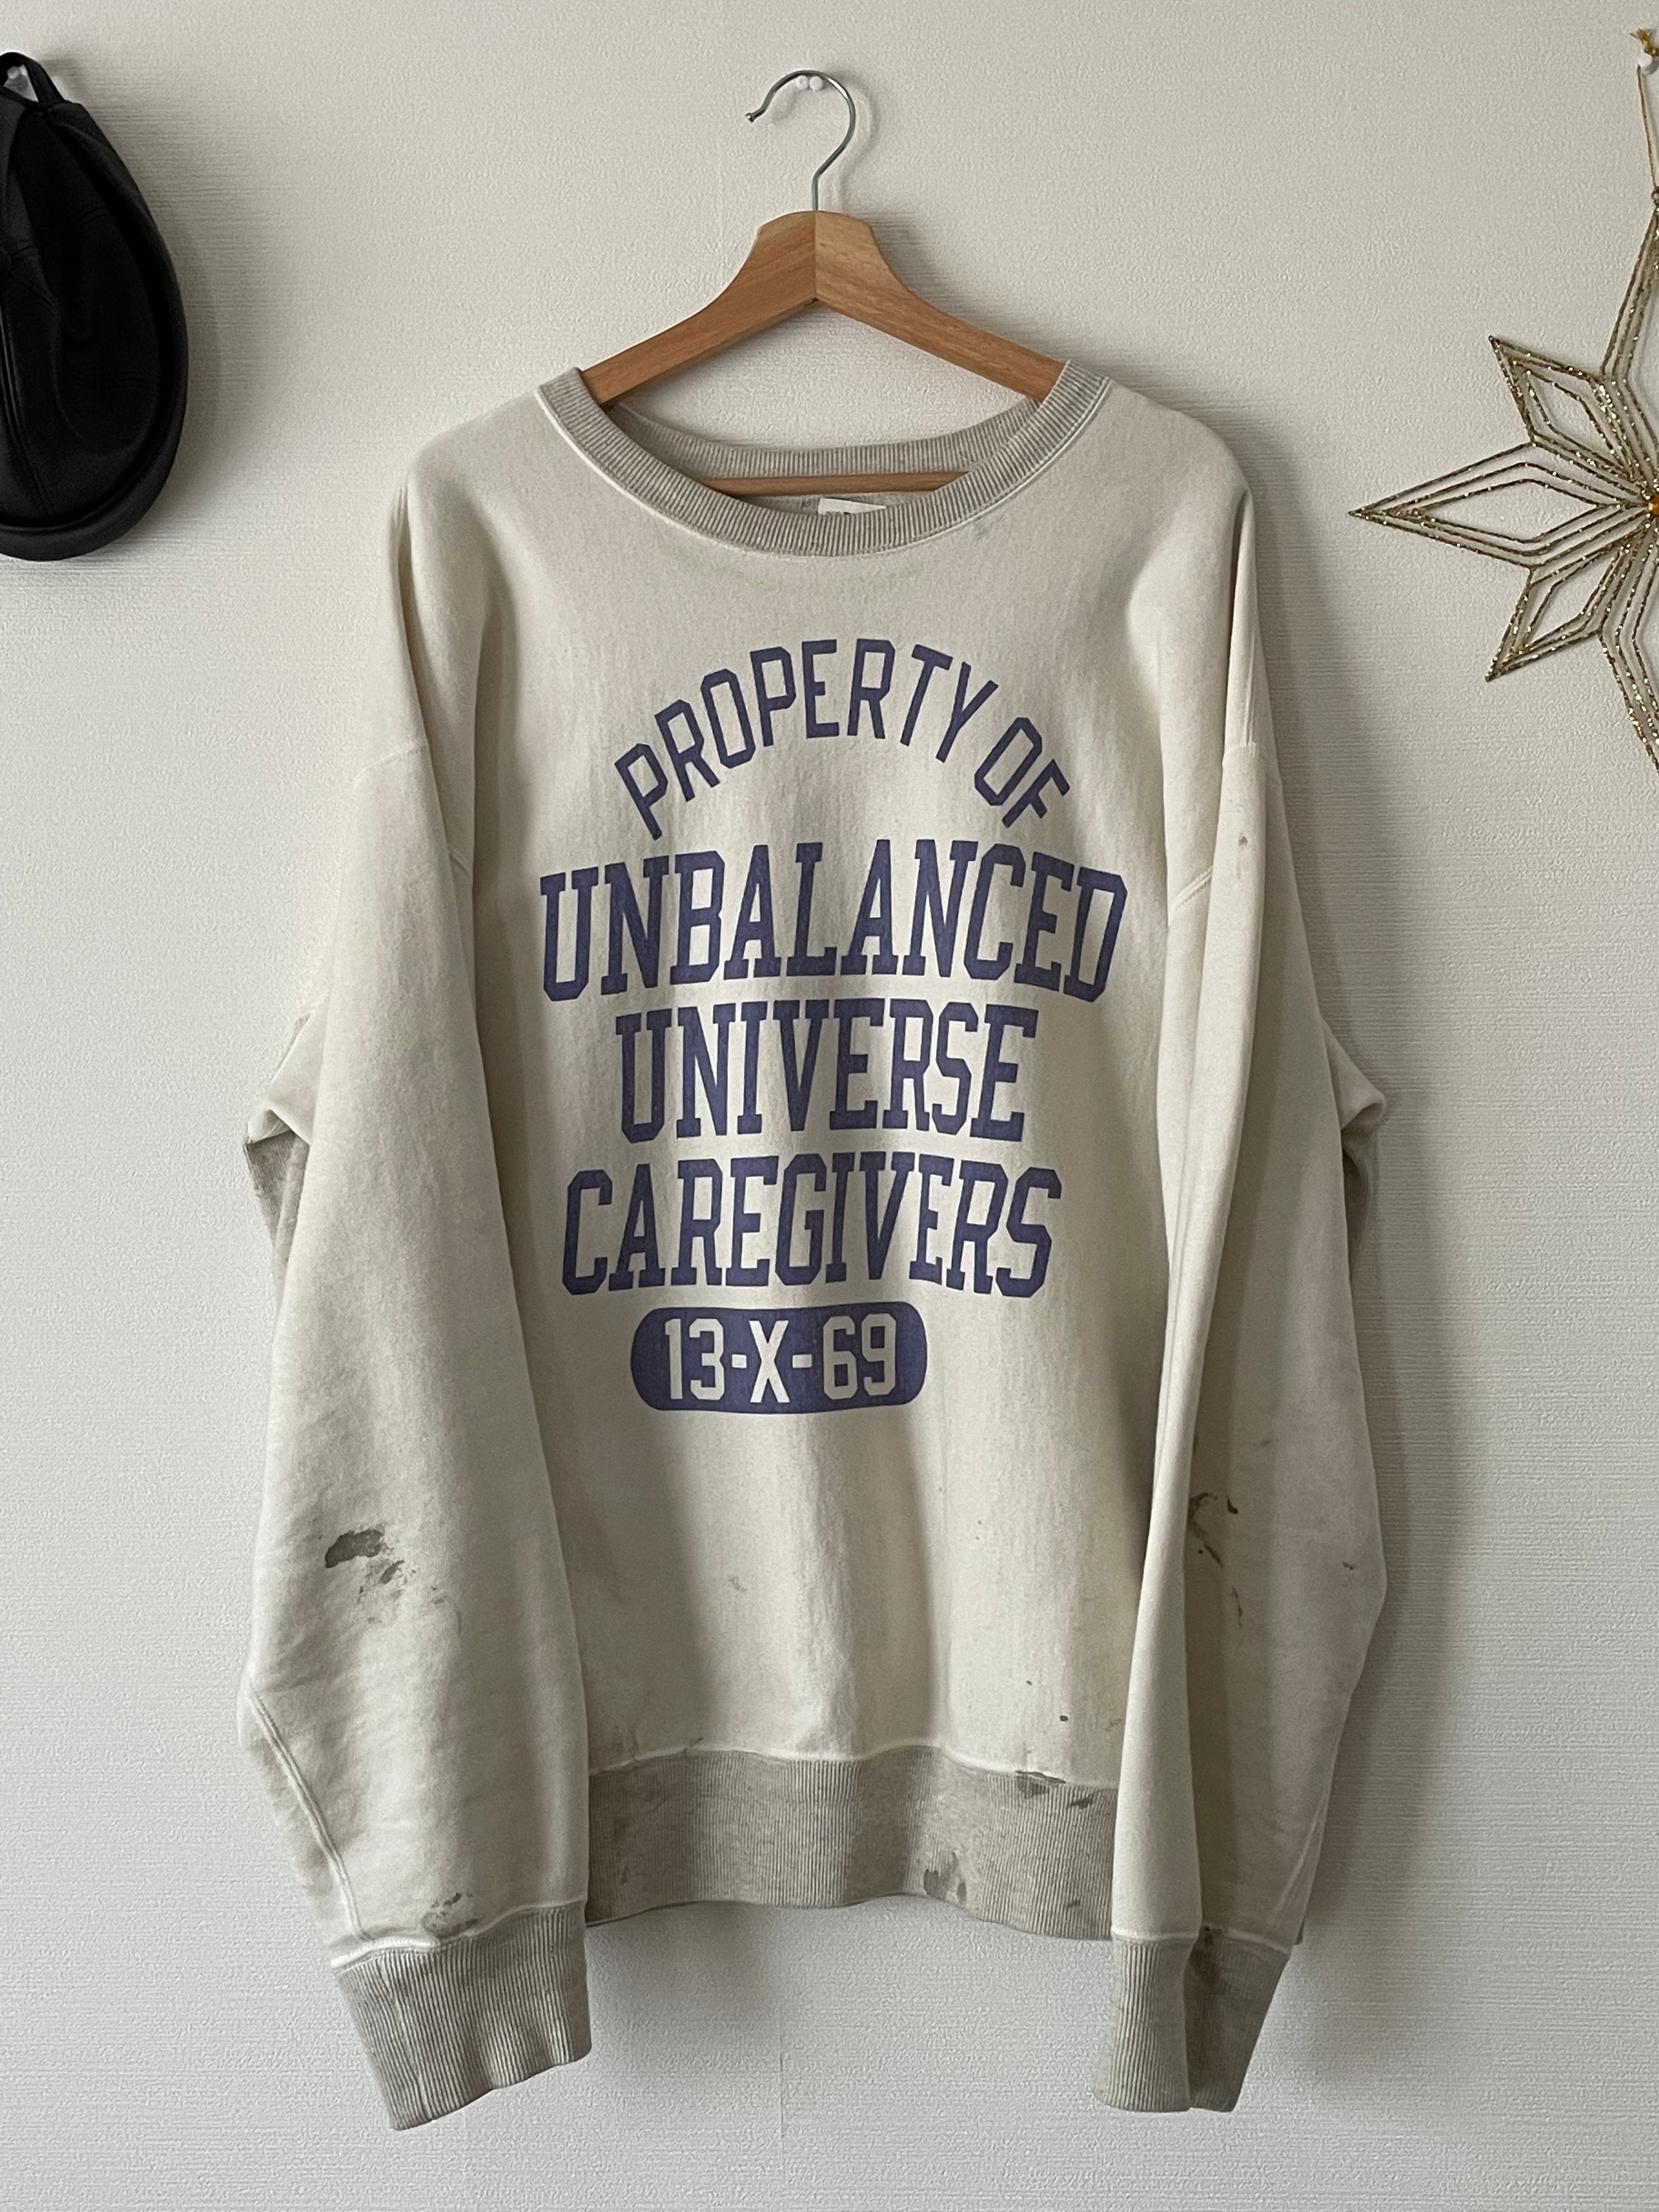 PROPERTY OF
UNBALANCED
UNIVERSE
CAREGIVERS
13-X-69